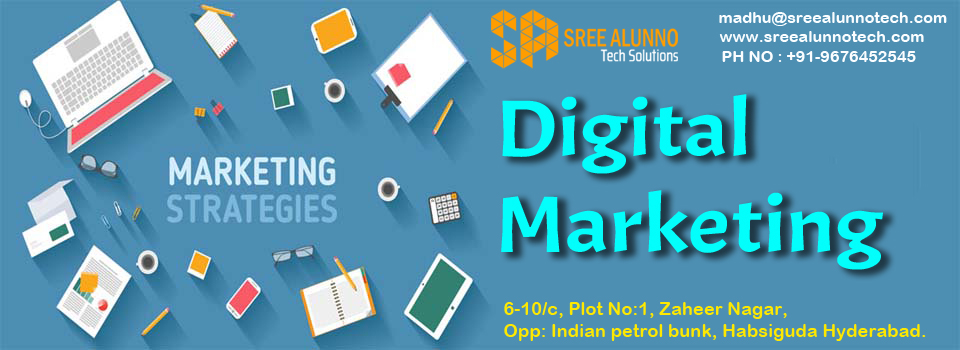 MARKETING
STRATEGIES
SP SREE ALUNNO
Tech Solutions
madhu@sreealunnotech.com
www.sreealunnotech.com
PH NO : +91-9676452545
Digital
Marketing
6-10/c, Plot No:1, Zaheer Nagar,
Opp: Indian petrol bunk, Habsiguda Hyderabad.